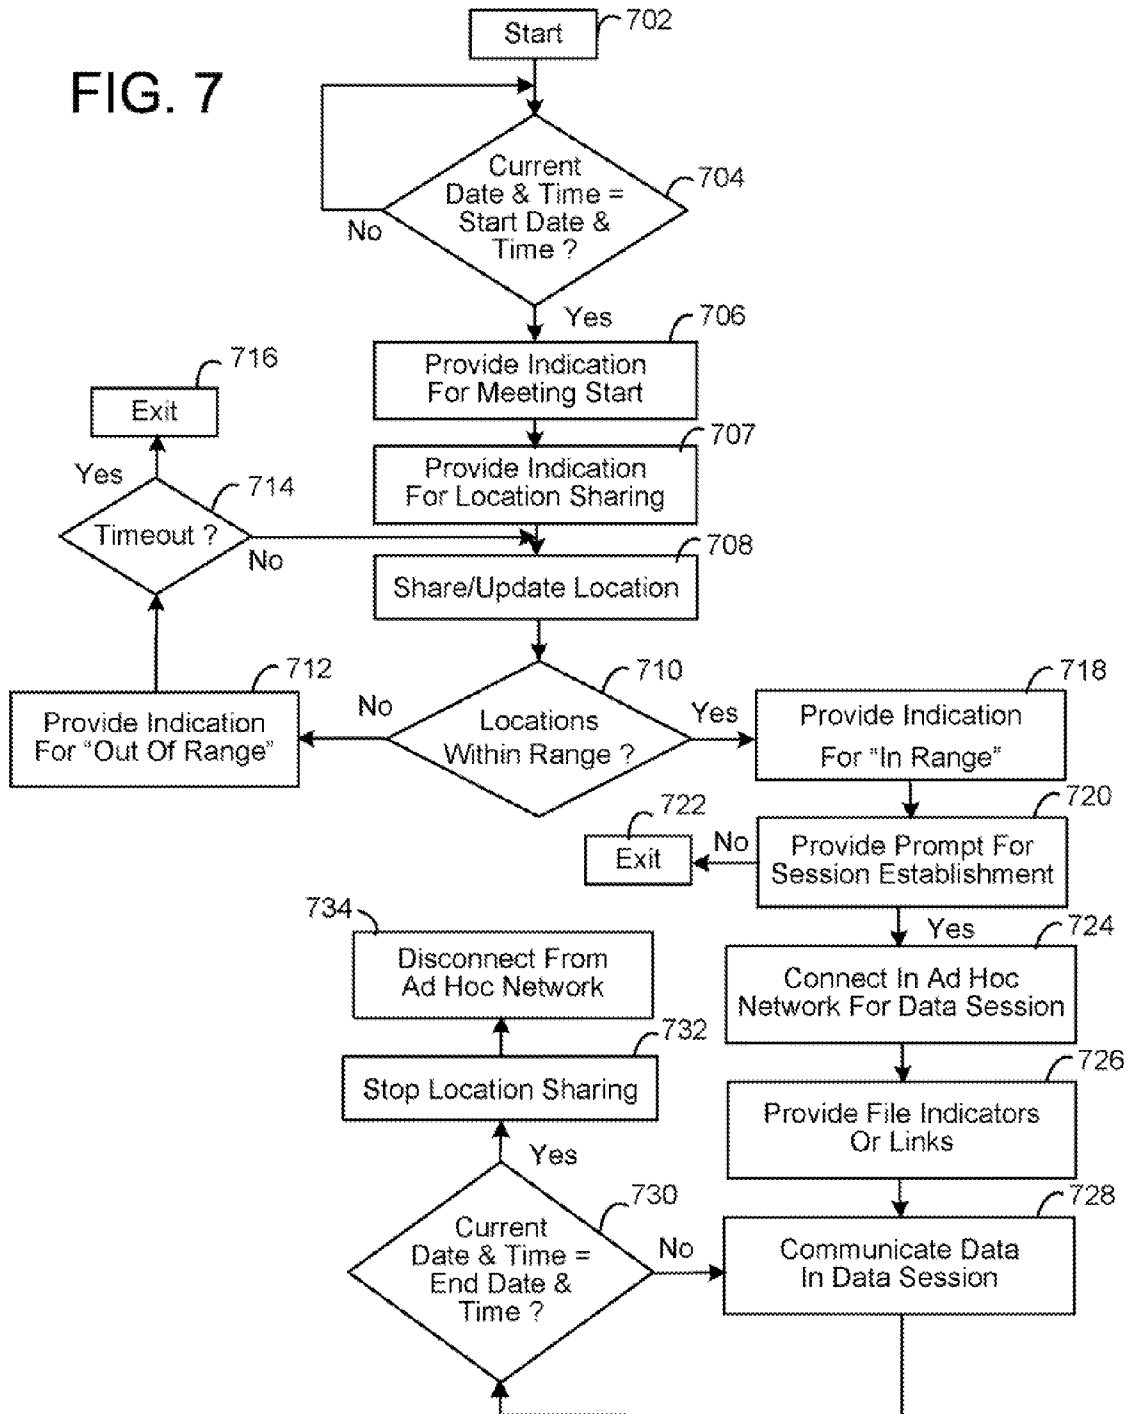 702
Start
FIG. 7
Current
Date & Time =
Start Date &
Time ?
704
No
Yes
706
Provide Indication
For Meeting Start
716
Exit
707
Provide Indication
For Location Sharing
Yes
714
Timeout ?
No
708
Share/Update Location
712
Provide Indication
For “Out Of Range”
No
710
Locations
Within Range ?
Yes
718
Provide Indication
For “In Range”
722
Exit
No
720
Provide Prompt For
Session Establishment
Yes
734
Disconnect From
Ad Hoc Network
724
Connect In Ad Hoc
Network For Data Session
732
Stop Location Sharing
726
Provide File Indicators
Or Links
Yes
730
Current
Date & Time =
End Date &
Time ?
No
728
Communicate Data
In Data Session